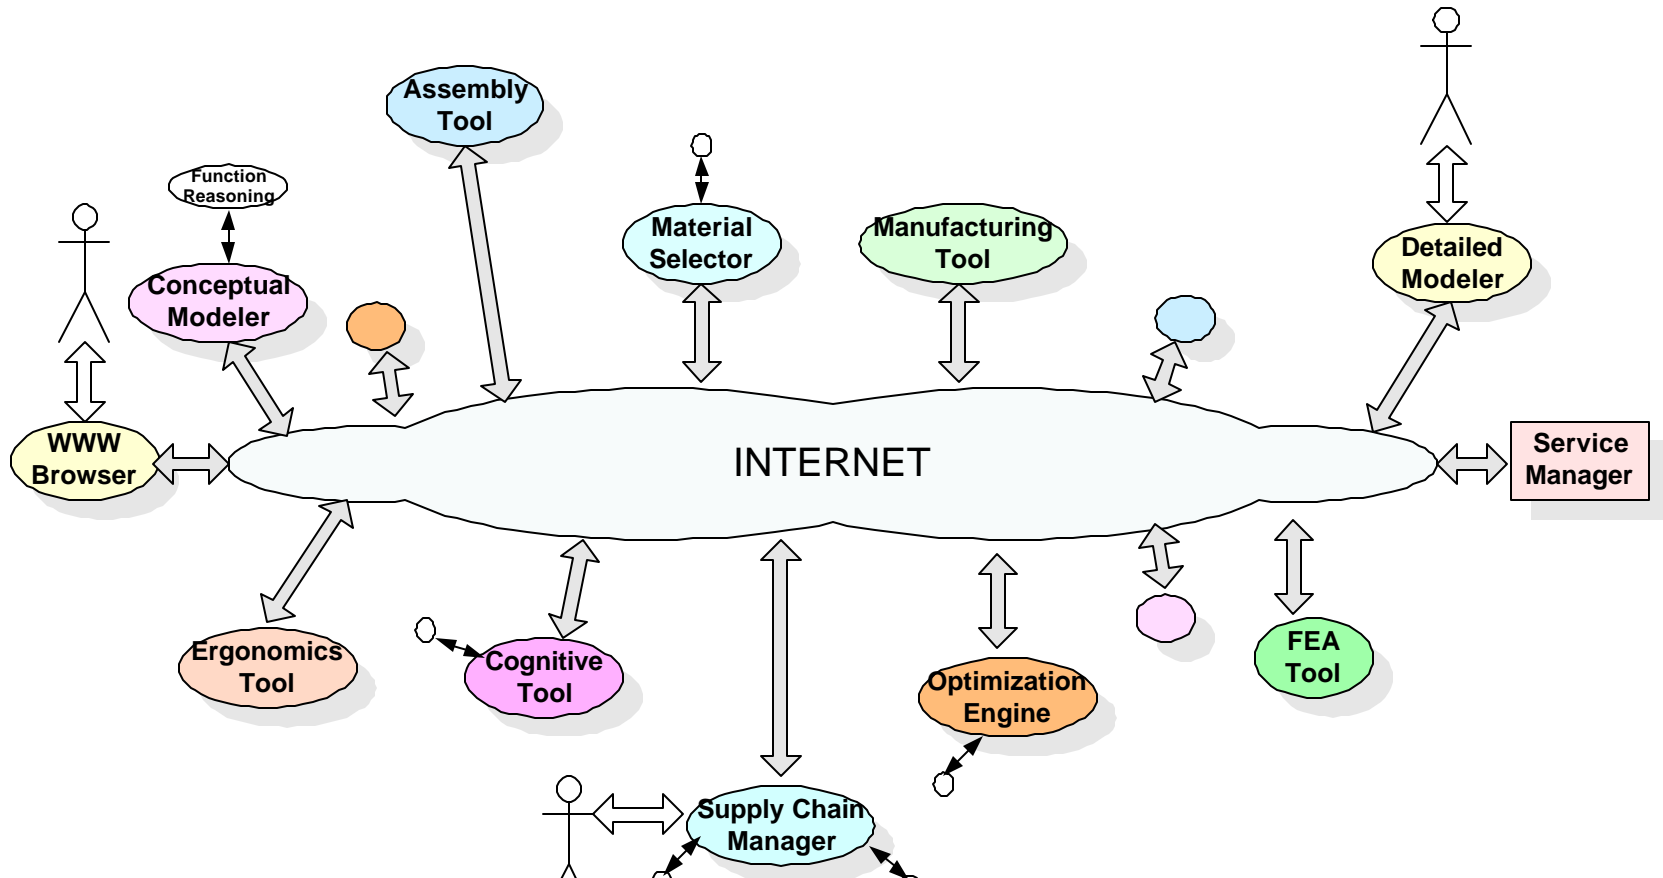 Assembly
Tool
Function
Reasoning
Material
Selector
Manufacturing
Tool
Detailed
Modeler
Conceptual
Modeler
WWW
Browser
INTERNET
Service
Manager
Ergonomics
Tool
Cognitive
Tool
Optimization
Engine
FEA
Tool
Supply Chain
Manager